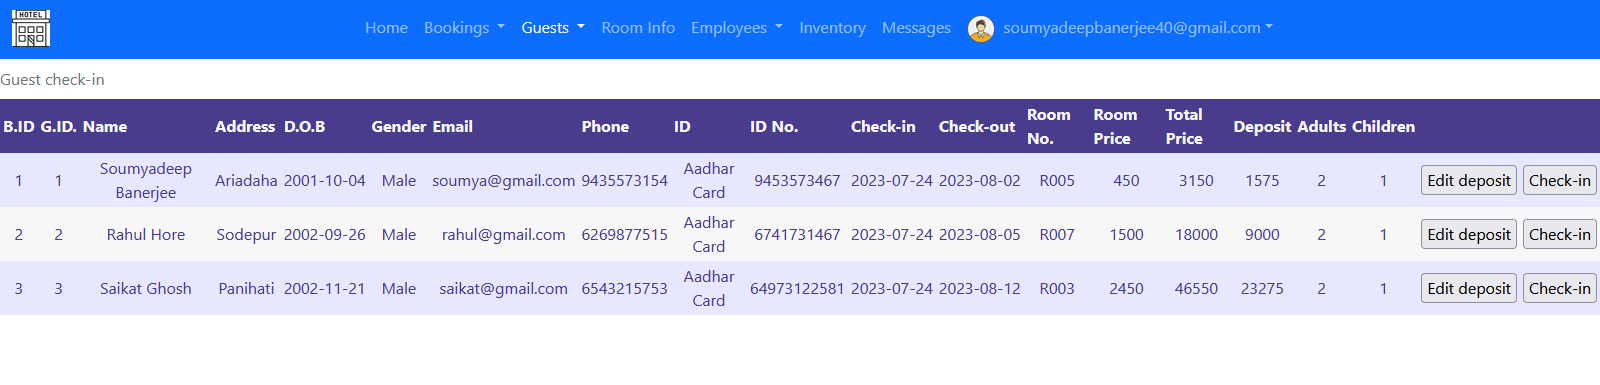 HOTEL
Home Bookings Guests Room Info Employees Inventory Messages soumyadeepbanerjee40@gmail.com
Guest check-in
B.ID G.ID. Name Address D.O.B Gender Email Phone ID ID No. Check-in Check-out Room No. Room Price Total Price Deposit Adults Children
1 1 Soumyadeep Banerjee Ariadaha 2001-10-04 Male soumya@gmail.com 9435573154 Aadhar Card 9453573467 2023-07-24 2023-08-02 R005 450 3150 1575 2 1 Edit deposit Check-in
2 2 Rahul Hore Sodepur 2002-09-26 Male rahul@gmail.com 6269877515 Aadhar Card 6741731467 2023-07-24 2023-08-05 R007 1500 18000 9000 2 1 Edit deposit Check-in
3 3 Saikat Ghosh Panihati 2002-11-21 Male saikat@gmail.com 6543215753 Aadhar Card 64973122581 2023-07-24 2023-08-12 R003 2450 46550 23275 2 1 Edit deposit Check-in